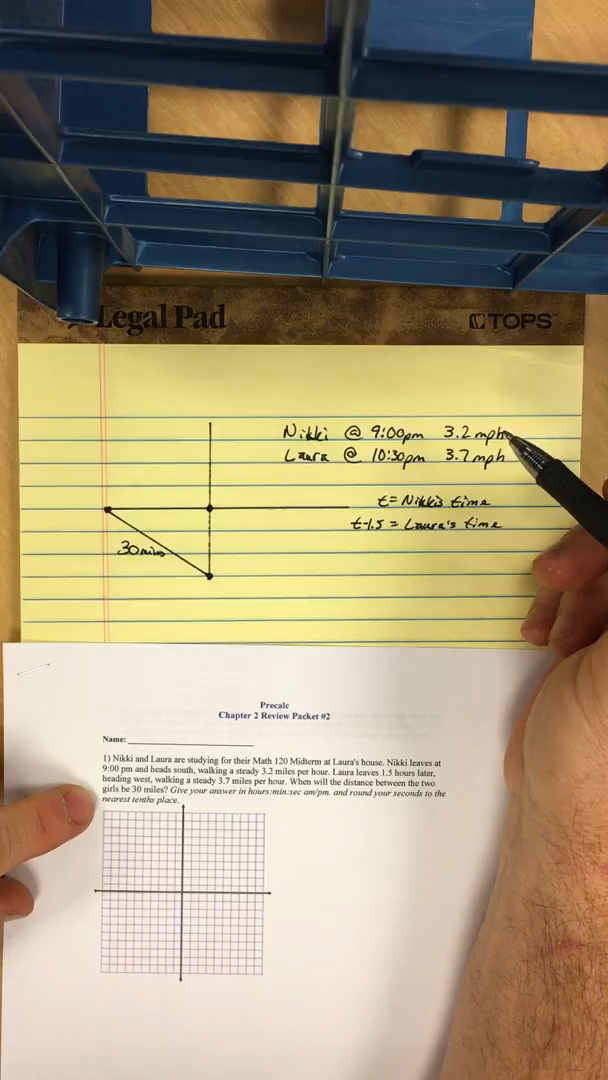 Legal Pad
TOPS
Nikki @ 9:00pm 3.2 mph
Laura @ 10:30pm 3.7 mph
t = Nikki's time
t-1.5 = Laura's time
30 miles
Precalc
Chapter 2 Review Packet #2
Name:
1) Nikki and Laura are studying for their Math 120 Midterm at Laura's house. Nikki leaves at
9:00 pm and heads south, walking a steady 3.2 miles per hour. Laura leaves 1.5 hours later,
heading west, walking a steady 3.7 miles per hour. When will the distance between the two
girls be 30 miles? Give your answer in hours:min:sec am/pm. and round your seconds to the
nearest tenths place.